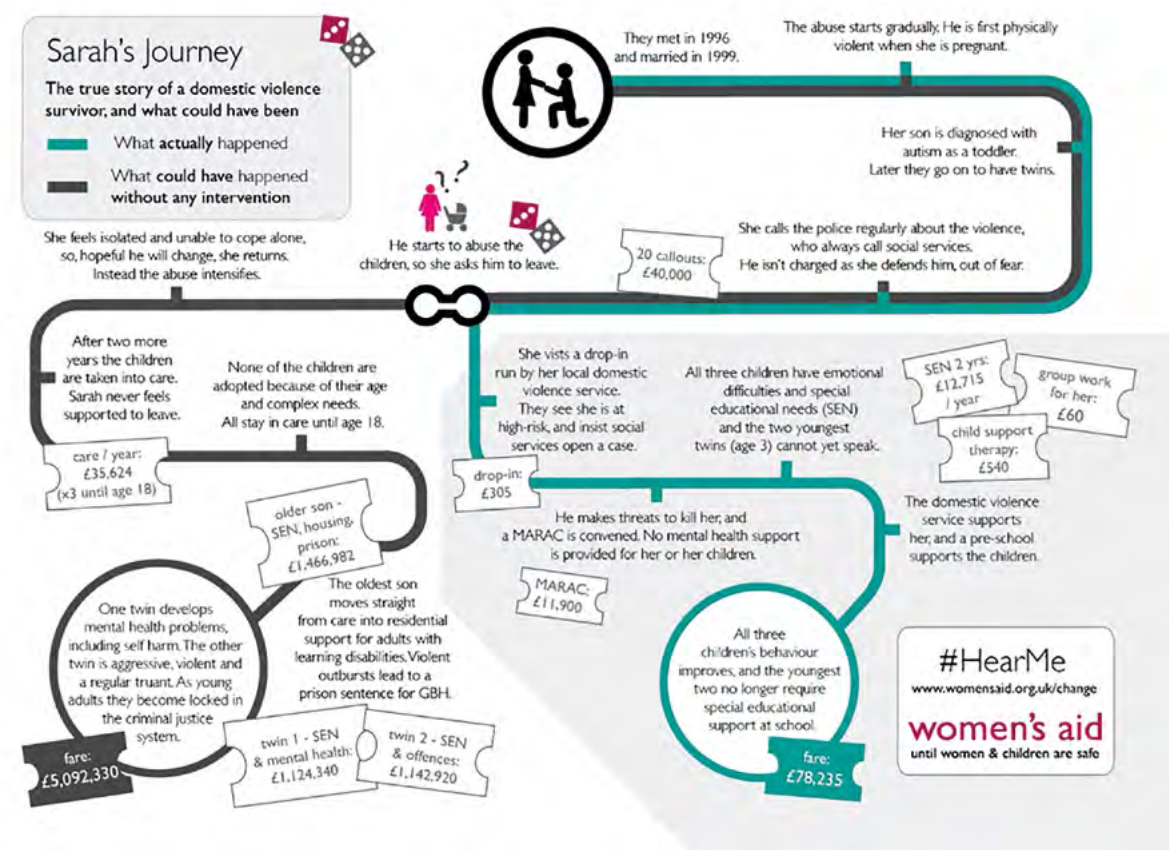 Sarah's Journey
The true story of a domestic violence
survivor, and what could have been
What actually happened
What could have happened
without any intervention
They met in 1996
and married in 1999.
The abuse starts gradually. He is first physically
violent when she is pregnant.
Her son is diagnosed with
autism as a toddler.
Later they go on to have twins.
She calls the police regularly about the violence,
who always call social services.
He isn't charged as she defends him, out of fear.
20 callouts:
£40,000
? ?
?
He starts to abuse the
children, so she asks him to leave.
She feels isolated and unable to cope alone,
so, hopeful he will change, she returns.
Instead the abuse intensifies.
After two more
years the children
are taken into care.
Sarah never feels
supported to leave.
care / year:
£35,624
(x3 until age 18)
None of the children are
adopted because of their age
and complex needs.
All stay in care until age 18.
older son -
SEN, housing,
prison:
£1,466,982
The oldest son
moves straight
from care into residential
support for adults with
learning disabilities. Violent
outbursts lead to a
prison sentence for GBH.
One twin develops
mental health problems,
including self harm. The other
twin is aggressive, violent and
a regular truant. As young
adults they become locked in
the criminal justice
system.
fare:
£5,092,330
twin 1 - SEN
& mental health:
£1,124,340
twin 2 - SEN
& offences:
£1,142,920
She vists a drop-in
run by her local domestic
violence service.
They see she is at
high-risk, and insist social
services open a case.
drop-in:
£305
He makes threats to kill her, and
a MARAC is convened. No mental health support
is provided for her or her children.
MARAC:
£11,900
All three children have emotional
difficulties and special
educational needs (SEN)
and the two youngest
twins (age 3) cannot yet speak.
SEN 2 yrs:
£12,715
/ year
group work
for her:
£60
child support
therapy:
£540
The domestic violence
service supports
her, and a pre-school
supports the children.
All three
children's behaviour
improves, and the youngest
two no longer require
special educational
support at school.
fare:
£78,235
#HearMe
www.womensaid.org.uk/change
women's aid
until women & children are safe